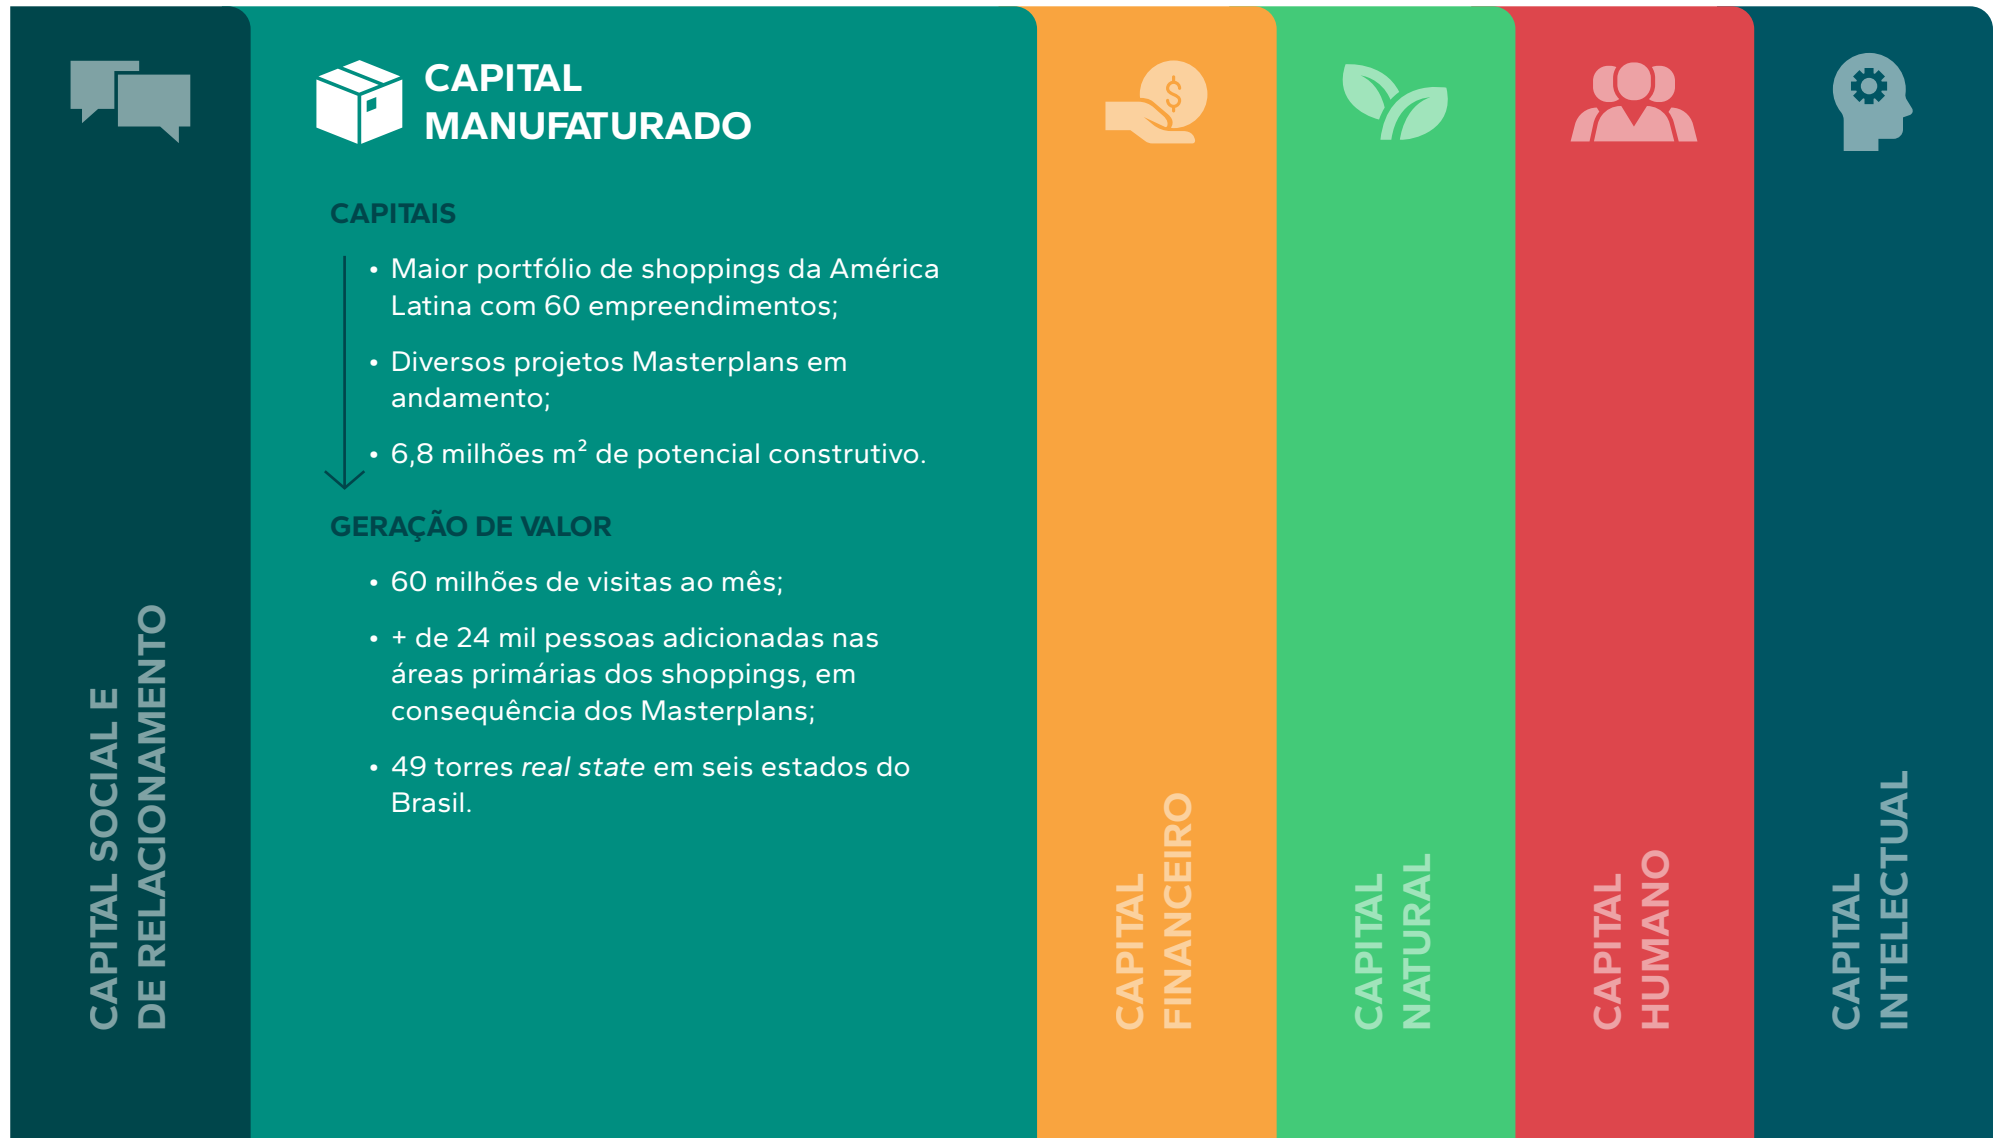 CAPITAL SOCIAL E
DE RELACIONAMENTO
CAPITAL
MANUFATURADO
CAPITAIS
• Maior portfólio de shoppings da América
Latina com 60 empreendimentos;
• Diversos projetos Masterplans em
andamento;
• 6,8 milhões m² de potencial construtivo.
GERAÇÃO DE VALOR
• 60 milhões de visitas ao mês;
• + de 24 mil pessoas adicionadas nas
áreas primárias dos shoppings, em
consequência dos Masterplans;
• 49 torres real state em seis estados do
Brasil.
CAPITAL
FINANCEIRO
CAPITAL
NATURAL
CAPITAL
HUMANO
CAPITAL
INTELECTUAL